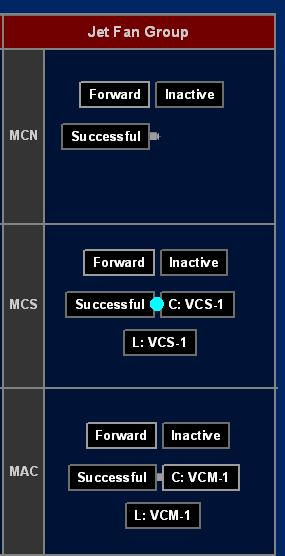 Jet Fan Group
MCN
Forward Inactive
Successful
MCS
Forward Inactive
Successful C: VCS-1
L: VCS-1
MAC
Forward Inactive
Successful C: VCM-1
L: VCM-1